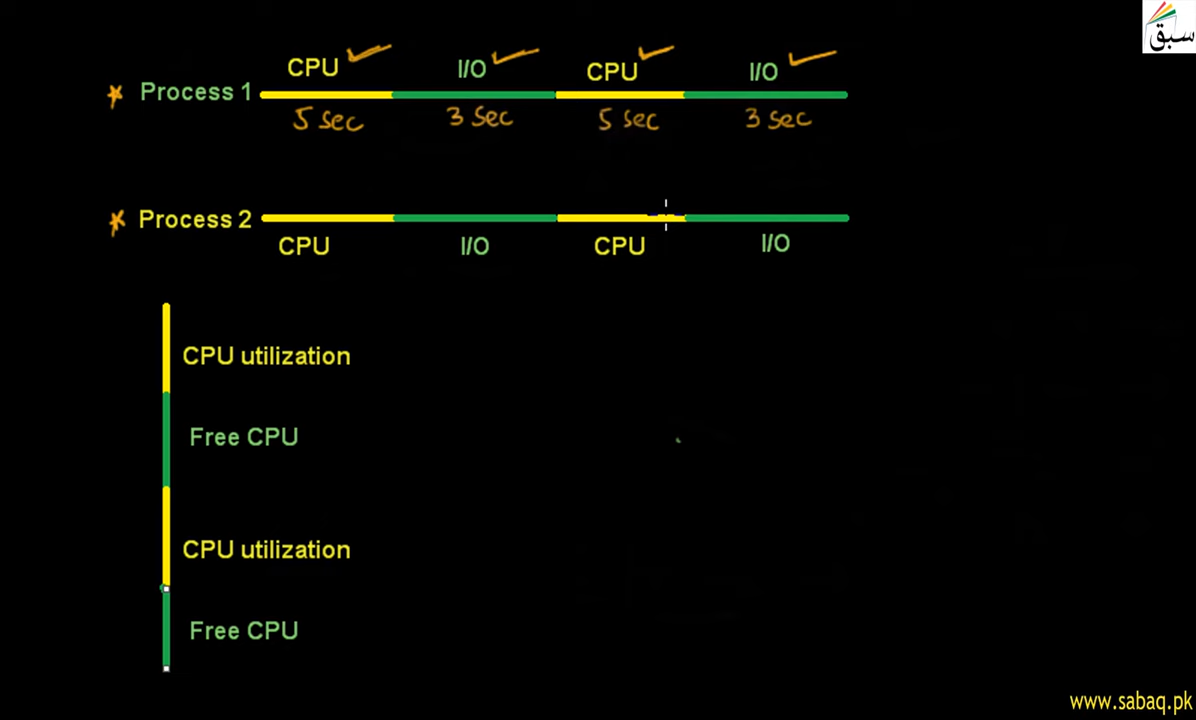 سبق
CPU I/O CPU I/O
Process 1
5 sec 3 sec 5 sec 3 sec
Process 2
CPU I/O CPU I/O
CPU utilization
Free CPU
CPU utilization
Free CPU
www.sabaq.pk